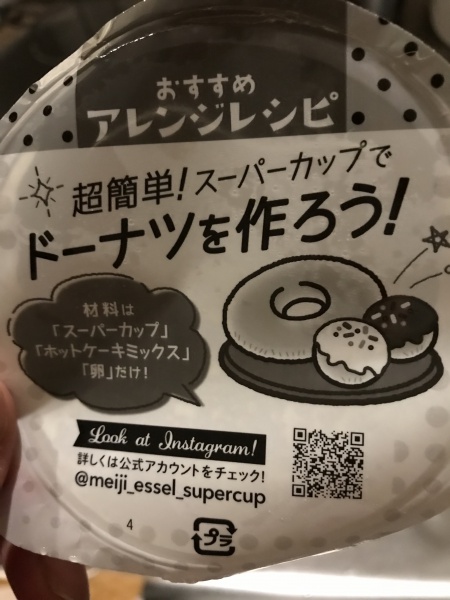 おすすめ
アレンジレシピ
超簡単!スーパーカップで
ドーナツを作ろう!
材料は
「スーパーカップ」
「ホットケーキミックス」
「卵」だけ!
Look at Instagram!
詳しくは公式アカウントをチェック!
@meiji_essel_supercup
4
プラ